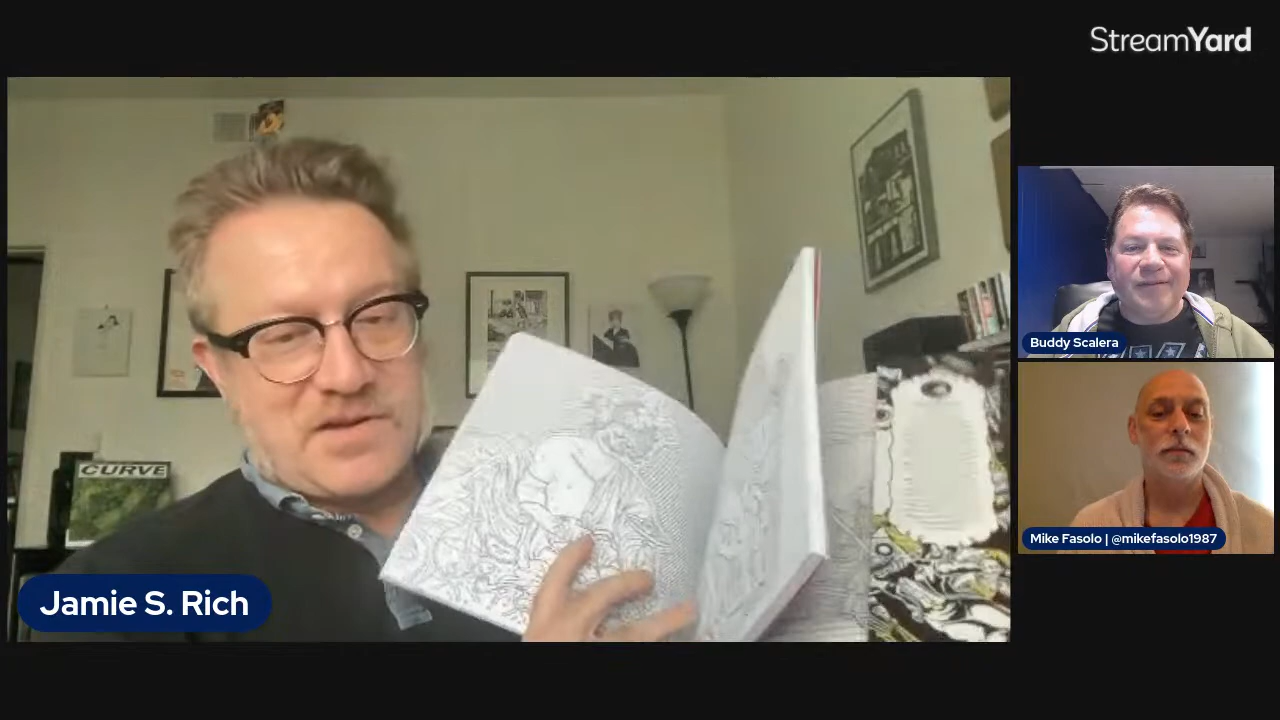 StreamYard
CURVE
Jamie S. Rich
Buddy Scalera
Mike Fasolo | @mikefasolo1987